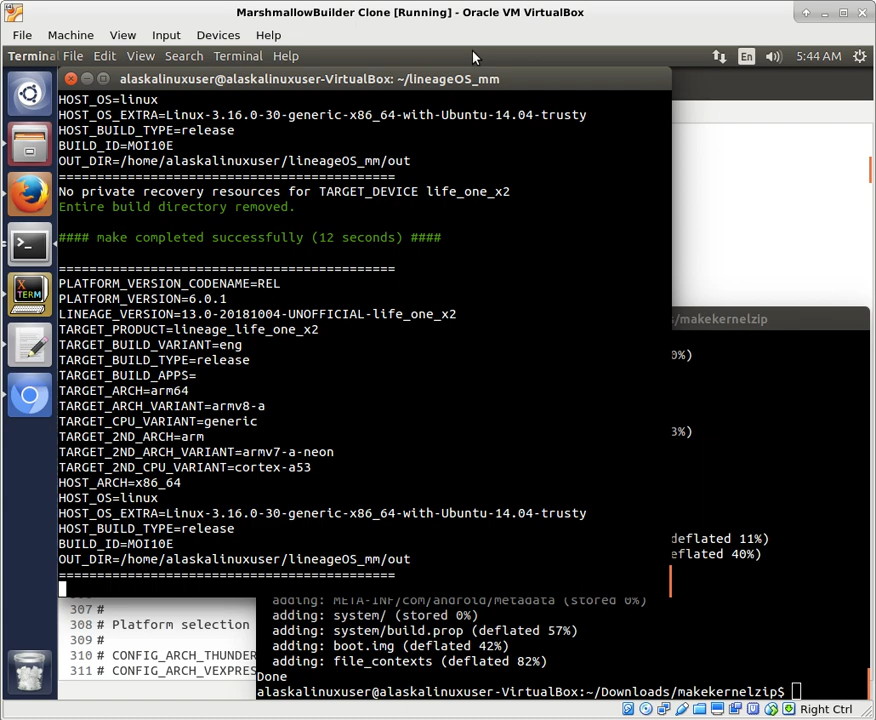 MarshmallowBuilder Clone [Running] - Oracle VM VirtualBox
File Machine View Input Devices Help
Terminal File Edit View Search Terminal Help
En 5:44 AM
alaskalinuxuser@alaskalinuxuser-VirtualBox: ~/lineageOS_mm
HOST_OS=linux
HOST_OS_EXTRA=Linux-3.16.0-30-generic-x86_64-with-Ubuntu-14.04-trusty
HOST_BUILD_TYPE=release
BUILD_ID=MOI10E
OUT_DIR=/home/alaskalinuxuser/lineageOS_mm/out
============================================
No private recovery resources for TARGET_DEVICE life_one_x2
Entire build directory removed.
#### make completed successfully (12 seconds) ####
============================================
PLATFORM_VERSION_CODENAME=REL
PLATFORM_VERSION=6.0.1
LINEAGE_VERSION=13.0-20181004-UNOFFICIAL-life_one_x2
TARGET_PRODUCT=lineage_life_one_x2
TARGET_BUILD_VARIANT=eng
TARGET_BUILD_TYPE=release
TARGET_BUILD_APPS=
TARGET_ARCH=arm64
TARGET_ARCH_VARIANT=armv8-a
TARGET_CPU_VARIANT=generic
TARGET_2ND_ARCH=arm
TARGET_2ND_ARCH_VARIANT=armv7-a-neon
TARGET_2ND_CPU_VARIANT=cortex-a53
HOST_ARCH=x86_64
HOST_OS=linux
HOST_OS_EXTRA=Linux-3.16.0-30-generic-x86_64-with-Ubuntu-14.04-trusty
HOST_BUILD_TYPE=release
BUILD_ID=MOI10E
OUT_DIR=/home/alaskalinuxuser/lineageOS_mm/out
============================================
X
TERM
s/makekernelzip
0%)
3%)
deflated 11%)
eflated 40%)
adding: META-INF/com/android/metadata (stored 0%)
adding: system/ (stored 0%)
adding: system/build.prop (deflated 57%)
adding: boot.img (deflated 42%)
adding: file_contexts (deflated 82%)
Done
alaskalinuxuser@alaskalinuxuser-VirtualBox:~/Downloads/makekernelzip$
307 #
308 # Platform selection
309 #
310 # CONFIG_ARCH_THUNDER
311 # CONFIG_ARCH_VEXPRES
Right Ctrl